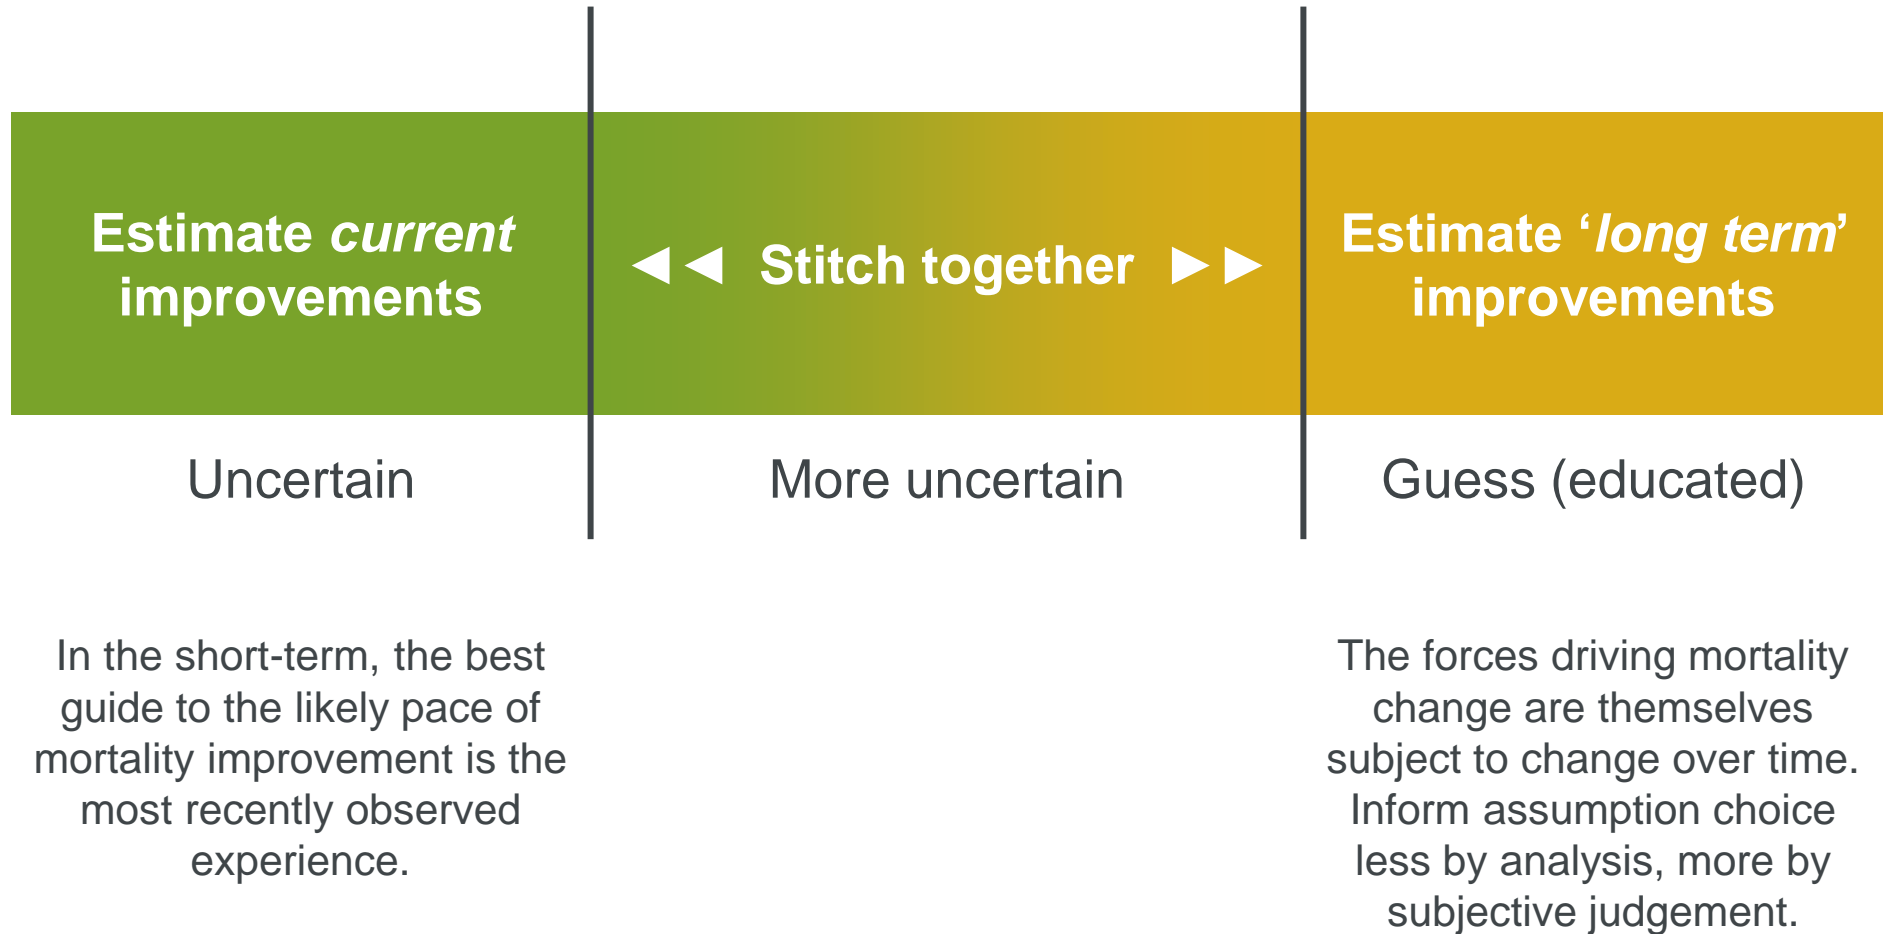 Estimate current
improvements
◄◄ Stitch together ►►
Estimate ‘long term’
improvements
Uncertain
More uncertain
Guess (educated)
In the short-term, the best
guide to the likely pace of
mortality improvement is the
most recently observed
experience.
The forces driving mortality
change are themselves
subject to change over time.
Inform assumption choice
less by analysis, more by
subjective judgement.